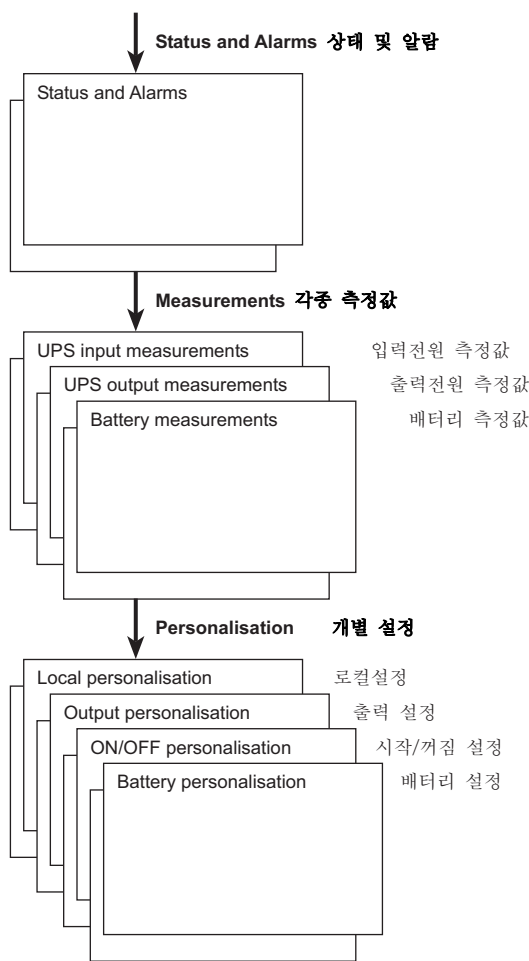 Status and Alarms 상태 및 알람
Status and Alarms
Measurements 각종 측정값
UPS input measurements 입력전원 측정값
UPS output measurements 출력전원 측정값
Battery measurements 배터리 측정값
Personalisation 개별 설정
Local personalisation 로컬설정
Output personalisation 출력 설정
ON/OFF personalisation 시작/꺼짐 설정
Battery personalisation 배터리 설정